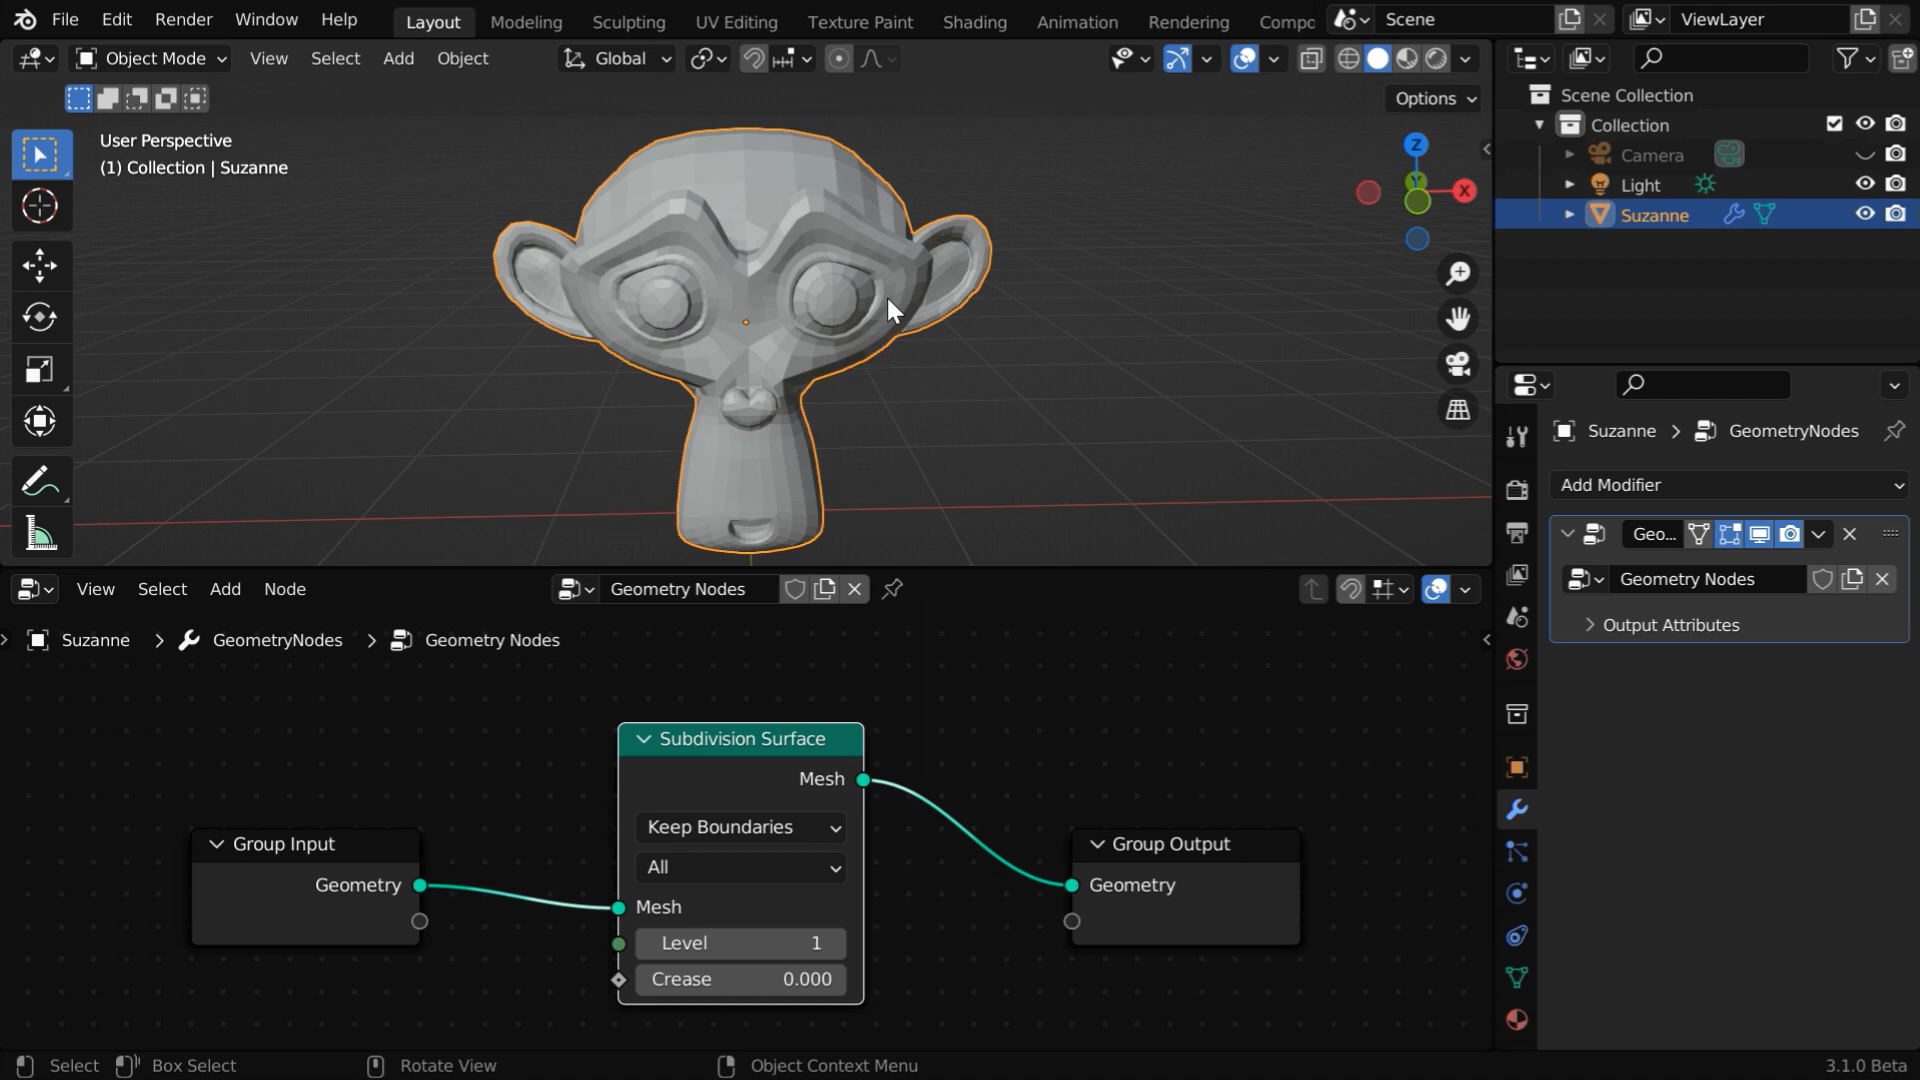 File Edit Render Window Help Layout Modeling Sculpting UV Editing Texture Paint Shading Animation Rendering Compo Scene ViewLayer
Object Mode View Select Add Object Global
Options
User Perspective
(1) Collection | Suzanne
Z
Y
X
Scene Collection
Collection
Camera
Light
Suzanne
Suzanne > GeometryNodes
Add Modifier
Geo...
Geometry Nodes
Output Attributes
View Select Add Node Geometry Nodes
Suzanne > GeometryNodes > Geometry Nodes
Group Input
Geometry
Subdivision Surface
Mesh
Keep Boundaries
All
Mesh
Level 1
Crease 0.000
Group Output
Geometry
Select Box Select Rotate View Object Context Menu 3.1.0 Beta